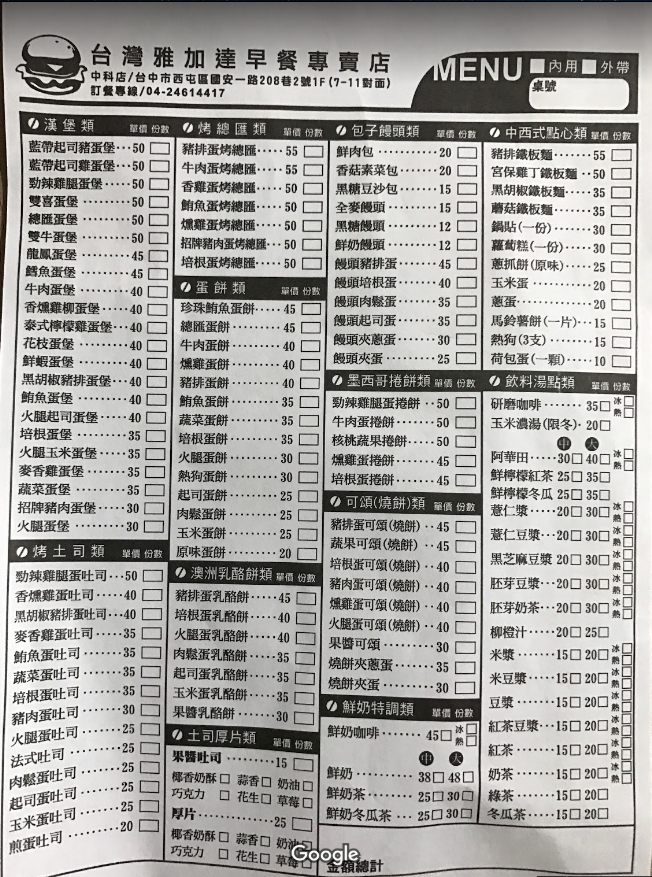 台灣雅加達早餐專賣店
中科店/台中市西屯區國安一路208巷2號1F(7-11對面)
訂餐專線/04-24614417
MENU 內用 外帶
桌號
漢堡類 單價 份數
藍帶起司豬蛋堡 50
藍帶起司雞蛋堡 50
勁辣雞腿蛋堡 50
雙喜蛋堡 50
總匯蛋堡 50
雙牛蛋堡 50
龍鳳蛋堡 45
鱈魚蛋堡 45
牛肉蛋堡 40
香燻雞柳蛋堡 40
泰式檸檬雞蛋堡 40
花枝蛋堡 40
鮮蝦蛋堡 40
黑胡椒豬排蛋堡 40
鮪魚蛋堡 40
火腿起司蛋堡 40
培根蛋堡 35
火腿玉米蛋堡 35
麥香雞蛋堡 35
蔬菜蛋堡 35
招牌豬肉蛋堡 30
火腿蛋堡 30
烤土司類 單價 份數
勁辣雞腿蛋吐司 50
香燻雞蛋吐司 40
黑胡椒豬排蛋吐司 40
麥香雞蛋吐司 35
鮪魚蛋吐司 35
蔬菜蛋吐司 35
培根蛋吐司 35
豬肉蛋吐司 30
火腿蛋吐司 25
法式吐司 25
肉鬆蛋吐司 25
起司蛋吐司 25
玉米蛋吐司 25
煎蛋吐司 20
烤總匯類 單價 份數
豬排蛋烤總匯 55
牛肉蛋烤總匯 55
香雞蛋烤總匯 50
鮪魚蛋烤總匯 50
燻雞蛋烤總匯 50
招牌豬肉蛋烤總匯 50
培根蛋烤總匯 50
蛋餅類 單價 份數
珍珠鮪魚蛋餅 45
總匯蛋餅 45
牛肉蛋餅 40
燻雞蛋餅 40
豬排蛋餅 40
鮪魚蛋餅 35
蔬菜蛋餅 35
培根蛋餅 35
火腿蛋餅 30
熱狗蛋餅 30
起司蛋餅 25
肉鬆蛋餅 25
玉米蛋餅 25
原味蛋餅 20
澳洲乳酪餅類 單價 份數
豬排蛋乳酪餅 45
培根蛋乳酪餅 40
火腿蛋乳酪餅 40
肉鬆蛋乳酪餅 35
起司蛋乳酪餅 35
玉米蛋乳酪餅 35
果醬乳酪餅 30
土司厚片類 單價 份數
果醬吐司 15
椰香奶酥 蒜香 奶油
巧克力 花生 草莓
厚片 25
椰香奶酥 蒜香 奶油
巧克力 花生 草莓
包子饅頭類 單價 份數
鮮肉包 20
香菇素菜包 20
黑糖豆沙包 15
全麥饅頭 15
黑糖饅頭 12
鮮奶饅頭 12
饅頭豬排蛋 45
饅頭培根蛋 40
饅頭肉鬆蛋 35
饅頭起司蛋 35
饅頭夾蔥蛋 30
饅頭夾蛋 25
墨西哥捲餅類 單價 份數
勁辣雞腿蛋捲餅 50
牛肉蛋捲餅 50
核桃蔬果捲餅 50
燻雞蛋捲餅 45
培根蛋捲餅 45
可頌(燒餅)類 單價 份數
豬排蛋可頌(燒餅) 45
蔬果可頌(燒餅) 45
培根蛋可頌(燒餅) 40
豬肉蛋可頌(燒餅) 40
燻雞蛋可頌(燒餅) 40
火腿蛋可頌(燒餅) 40
果醬可頌 30
燒餅夾蔥蛋 35
燒餅夾蛋 30
鮮奶特調類 單價 份數
鮮奶咖啡 45 冰 熱
中 大
鮮奶 38 48
鮮奶茶 25 30
鮮奶冬瓜茶 25 30
金額總計
中西式點心類 單價 份數
豬排鐵板麵 55
宮保雞丁鐵板麵 50
黑胡椒鐵板麵 35
蘑菇鐵板麵 35
鍋貼(一份) 30
蘿蔔糕(一份) 30
蔥抓餅(原味) 25
玉米蛋 20
蔥蛋 20
馬鈴薯餅(一片) 15
熱狗(3支) 15
荷包蛋(一顆) 10
飲料湯點類 單價 份數
研磨咖啡 35 冰 熱
玉米濃湯(限冬) 20
中 大
阿華田 30 40 冰 熱
鮮檸檬紅茶 25 35
鮮檸檬冬瓜 25 35
薏仁漿 20 30 冰 熱
薏仁豆漿 20 30 冰 熱
黑芝麻豆漿 20 30 冰 熱
胚芽豆漿 20 30 冰 熱
胚芽奶茶 20 30 冰 熱
柳橙汁 20 25
米漿 15 20 冰 熱
米豆漿 15 20 冰 熱
豆漿 15 20 冰 熱
紅茶豆漿 15 20 冰 熱
紅茶 15 20 冰 熱
奶茶 15 20 冰 熱
綠茶 15 20
冬瓜茶 15 20
Google